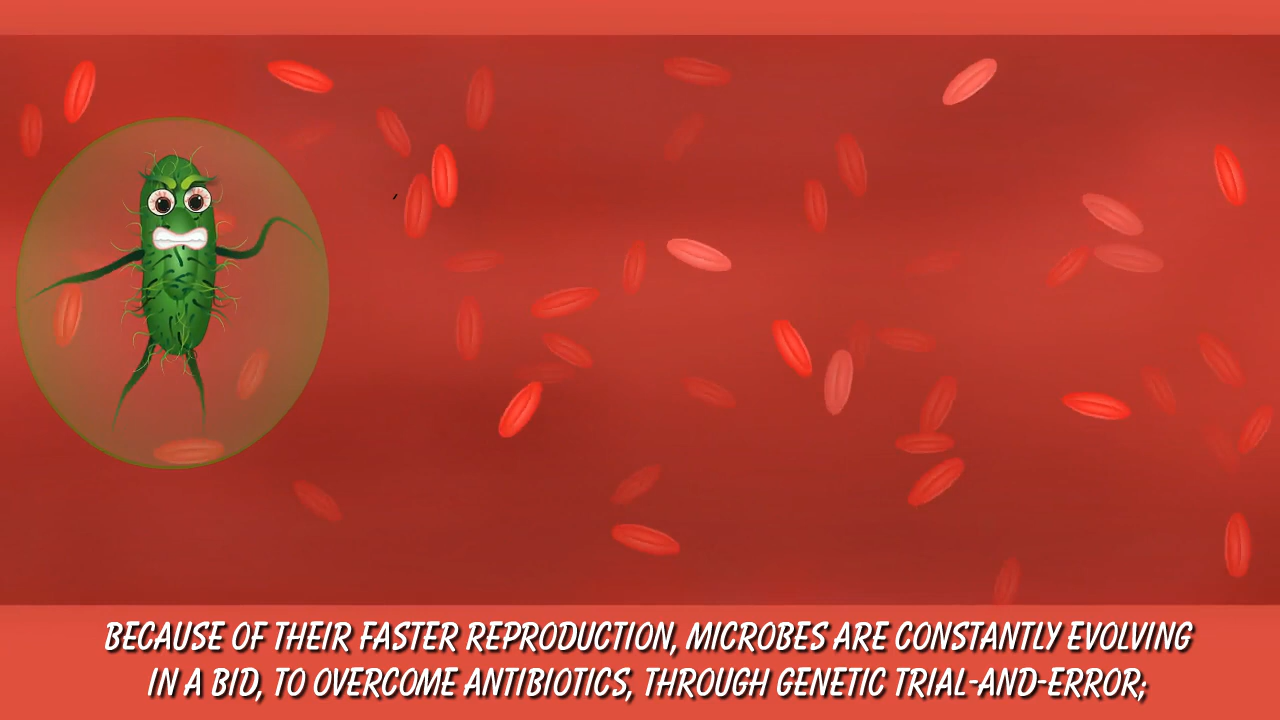 BECAUSE OF THEIR FASTER REPRODUCTION, MICROBES ARE CONSTANTLY EVOLVING
IN A BID, TO OVERCOME ANTIBIOTICS, THROUGH GENETIC TRIAL-AND-ERROR;